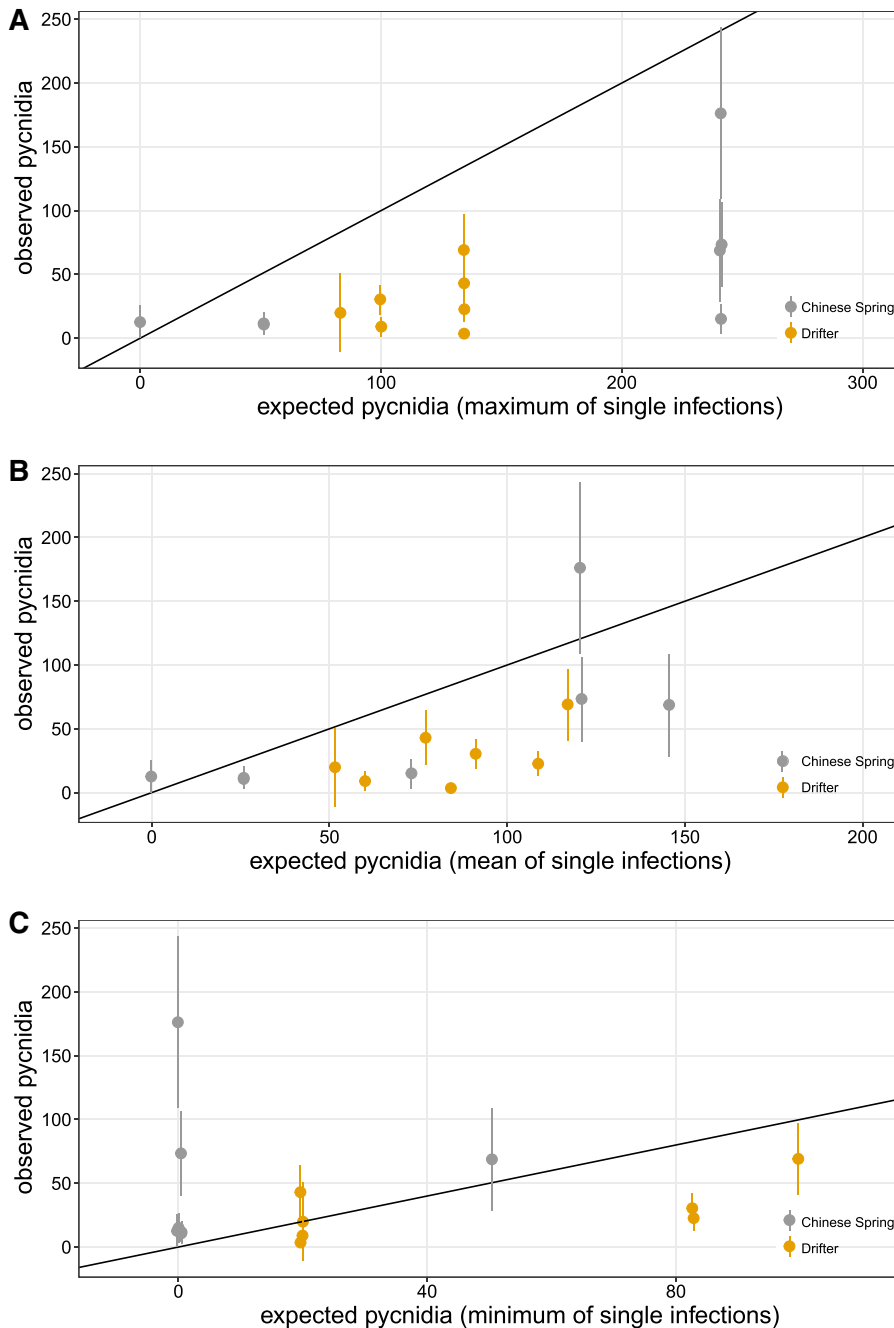 A
250
200
150
100
50
0
observed pycnidia
Chinese Spring
Drifter
0 100 200 300
expected pycnidia (maximum of single infections)
B
250
200
150
100
50
0
observed pycnidia
Chinese Spring
Drifter
0 50 100 150 200
expected pycnidia (mean of single infections)
C
250
200
150
100
50
0
observed pycnidia
Chinese Spring
Drifter
0 40 80
expected pycnidia (minimum of single infections)